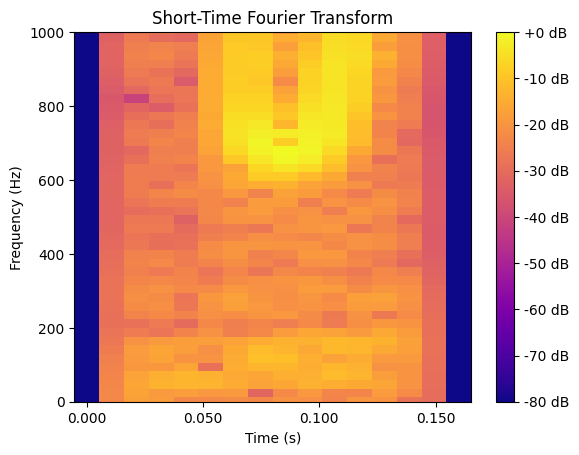 Short-Time Fourier Transform
Frequency (Hz)
1000
800
600
400
200
0
0.000
0.050
0.100
0.150
Time (s)
+0 dB
-10 dB
-20 dB
-30 dB
-40 dB
-50 dB
-60 dB
-70 dB
-80 dB